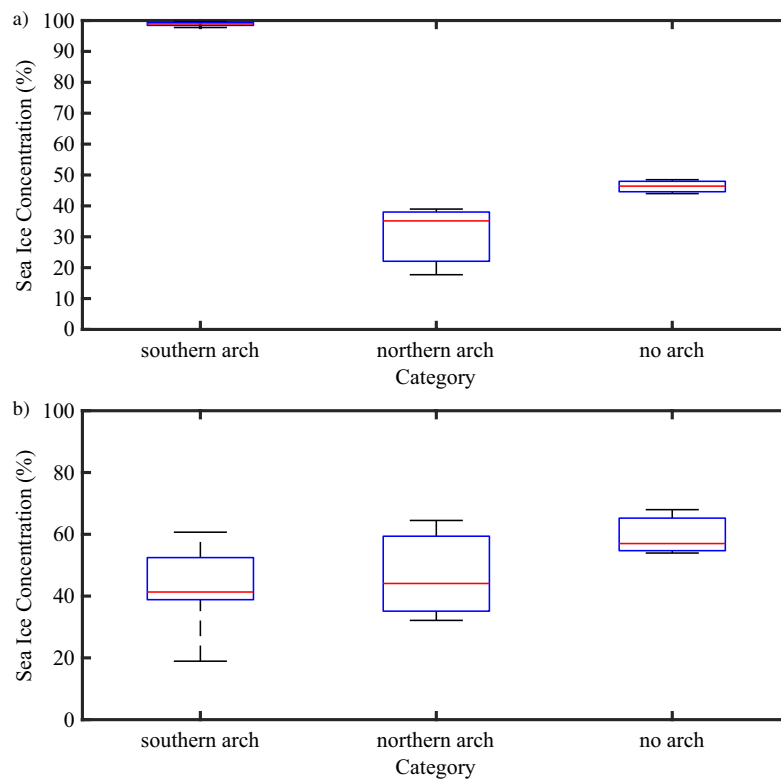 a)
100
90
80
70
60
50
40
30
20
10
0
Sea Ice Concentration (%)
southern arch northern arch no arch
Category
b)
100
80
60
40
20
0
Sea Ice Concentration (%)
southern arch northern arch no arch
Category